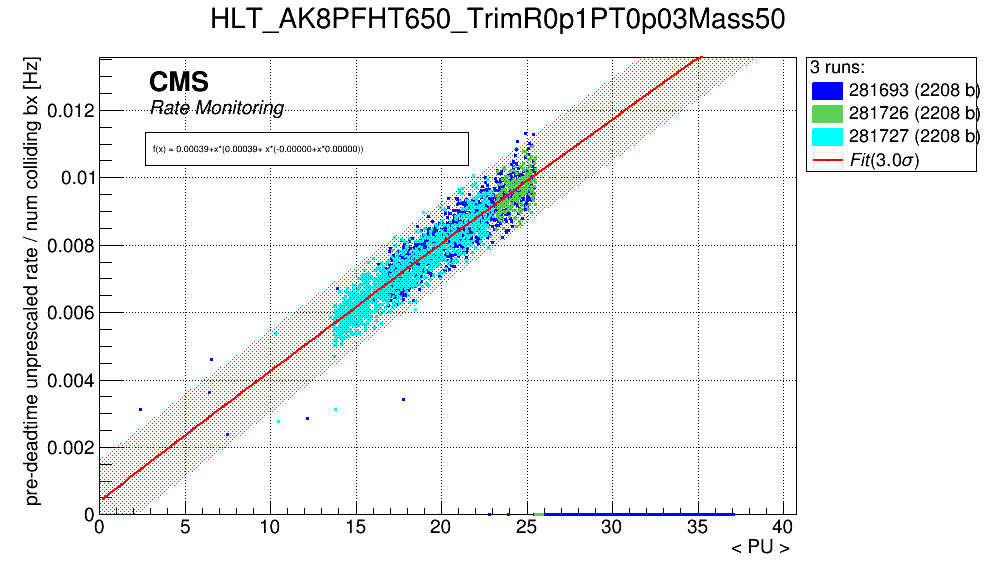 HLT_AK8PFHT650_TrimR0p1PT0p03Mass50
pre-deadtime unprescaled rate / num colliding bx [Hz]
CMS
Rate Monitoring
f(x) = 0.00039+x*(0.00039+ x*(-0.00000+x*0.00000))
3 runs:
281693 (2208 b)
281726 (2208 b)
281727 (2208 b)
Fit(3.0σ)
0.012
0.01
0.008
0.006
0.004
0.002
0
0 5 10 15 20 25 30 35 40
< PU >